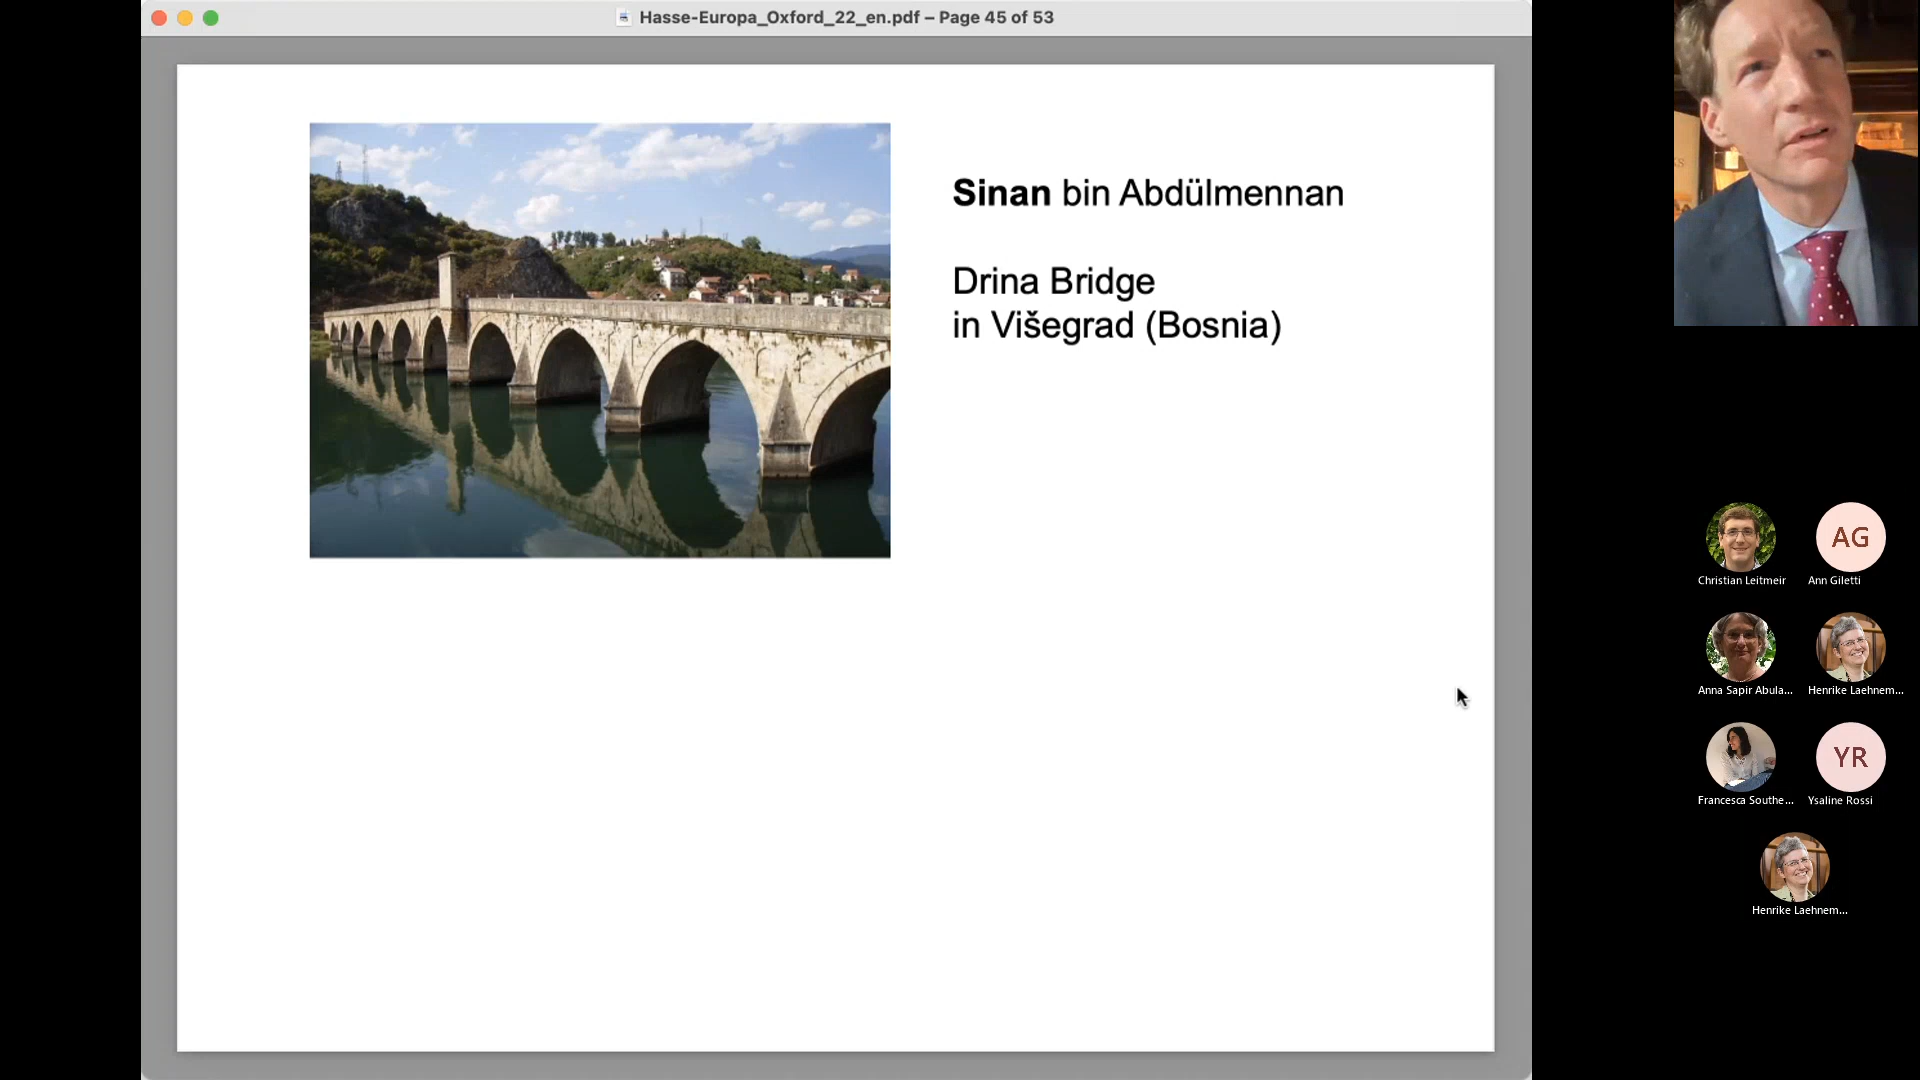 Hasse-Europa_Oxford_22_en.pdf – Page 45 of 53
Sinan bin Abdülmennan
Drina Bridge
in Višegrad (Bosnia)
AG
Christian Leitmeir
Ann Giletti
Anna Sapir Abula...
Henrike Laehnem...
YR
Francesca Southe...
Ysaline Rossi
Henrike Laehnem...